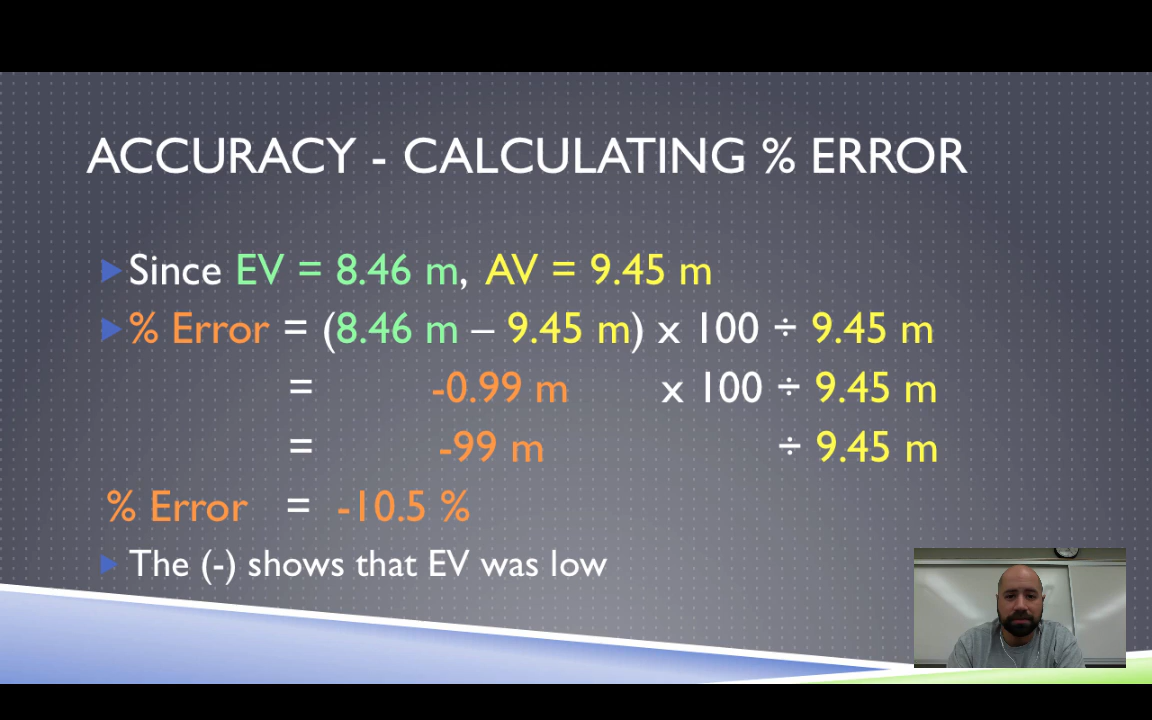 ACCURACY - CALCULATING % ERROR
Since EV = 8.46 m, AV = 9.45 m
% Error = (8.46 m – 9.45 m) x 100 ÷ 9.45 m
= -0.99 m x 100 ÷ 9.45 m
= -99 m ÷ 9.45 m
% Error = -10.5 %
The (-) shows that EV was low